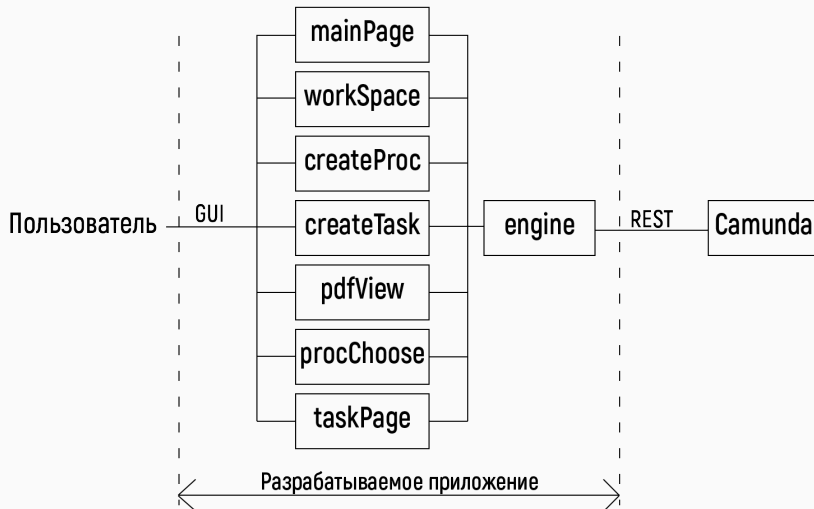 mainPage
workSpace
createProc
Пользователь
GUI
createTask
engine
REST
Camunda
pdfView
procChoose
taskPage
Разрабатываемое приложение